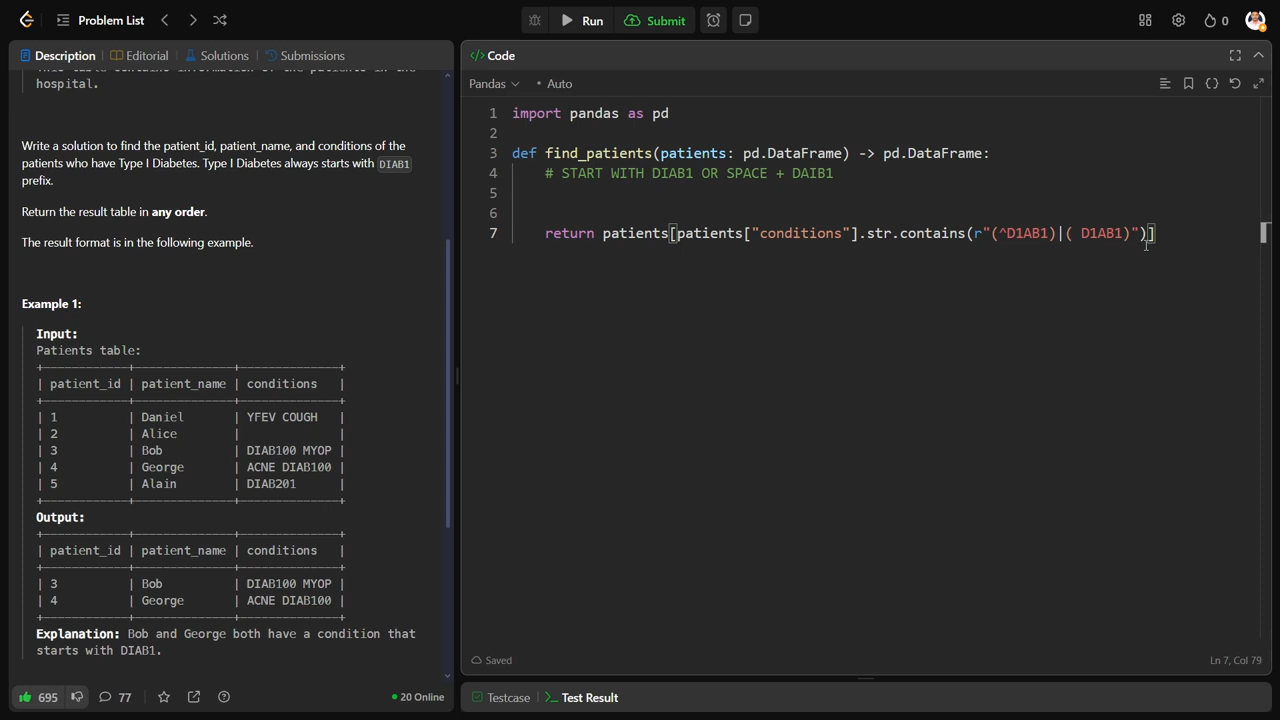 Problem List
Run
Submit
0
Description
Editorial
Solutions
Submissions
hospital.
Write a solution to find the patient_id, patient_name, and conditions of the
patients who have Type I Diabetes. Type I Diabetes always starts with DIAB1
prefix.
Return the result table in any order.
The result format is in the following example.
Example 1:
Input:
Patients table:
+------------+--------------+--------------+
| patient_id | patient_name | conditions   |
+------------+--------------+--------------+
| 1          | Daniel       | YFEV COUGH   |
| 2          | Alice        |              |
| 3          | Bob          | DIAB100 MYOP |
| 4          | George       | ACNE DIAB100 |
| 5          | Alain        | DIAB201      |
+------------+--------------+--------------+
Output:
+------------+--------------+--------------+
| patient_id | patient_name | conditions   |
+------------+--------------+--------------+
| 3          | Bob          | DIAB100 MYOP |
| 4          | George       | ACNE DIAB100 |
+------------+--------------+--------------+
Explanation: Bob and George both have a condition that
starts with DIAB1.
695
77
20 Online
</> Code
Pandas
Auto
1 import pandas as pd
2
3 def find_patients(patients: pd.DataFrame) -> pd.DataFrame:
4     # START WITH DIAB1 OR SPACE + DAIB1
5
6
7     return patients[patients["conditions"].str.contains(r"(^D1AB1)|( D1AB1)")]
Saved
Ln 7, Col 79
Testcase
Test Result